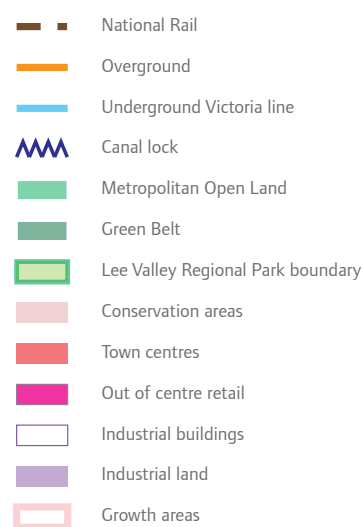 National Rail
Overground
Underground Victoria line
Canal lock
Metropolitan Open Land
Green Belt
Lee Valley Regional Park boundary
Conservation areas
Town centres
Out of centre retail
Industrial buildings
Industrial land
Growth areas